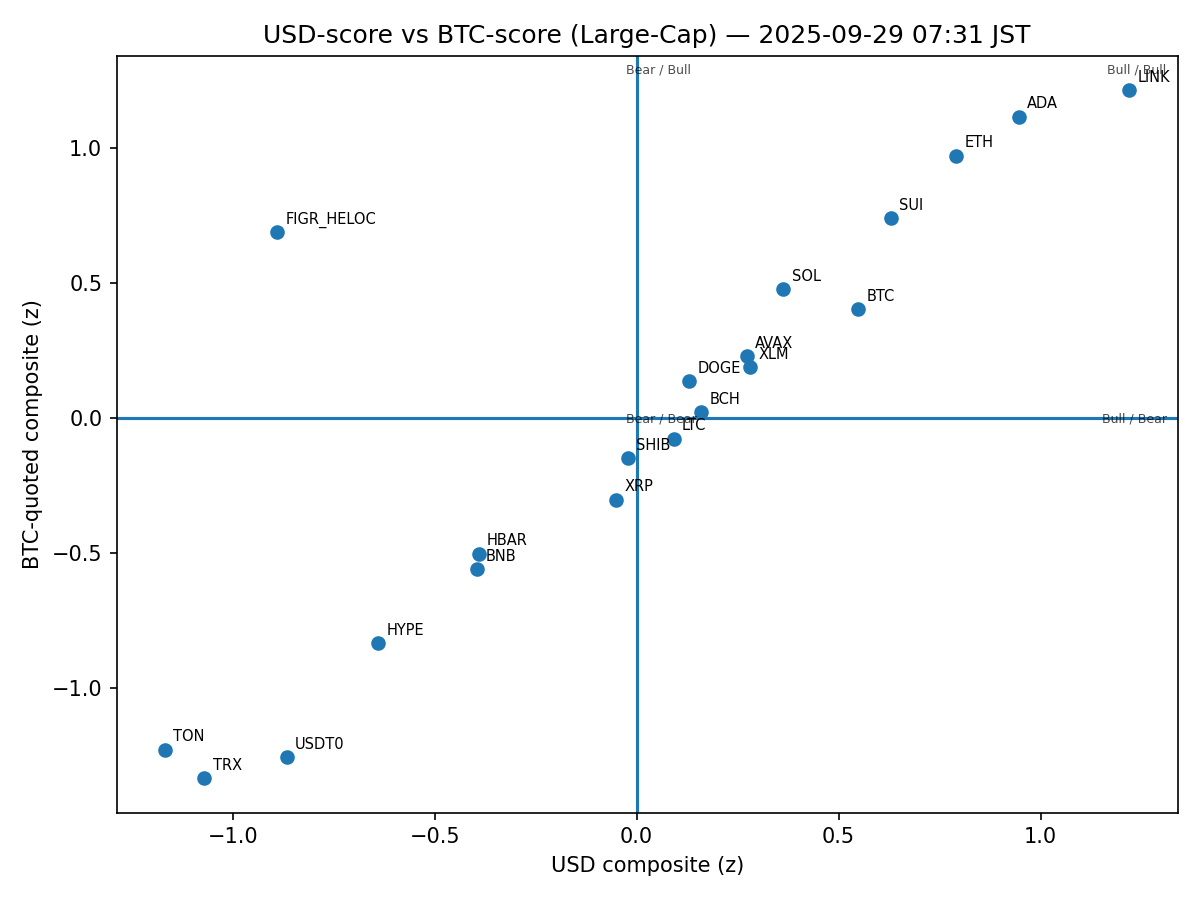 USD-score vs BTC-score (Large-Cap) — 2025-09-29 07:31 JST
Bear / Bull
Bull / Bull
LINK
ADA
ETH
FIGR_HELOC
SUI
SOL
BTC
AVAX
XLM
DOGE
BCH
Bear / Bear
Bull / Bear
LTC
SHIB
XRP
HBAR
BNB
HYPE
TON
USDT0
TRX
1.0
0.5
0.0
−0.5
−1.0
BTC-quoted composite (z)
−1.0
−0.5
0.0
0.5
1.0
USD composite (z)